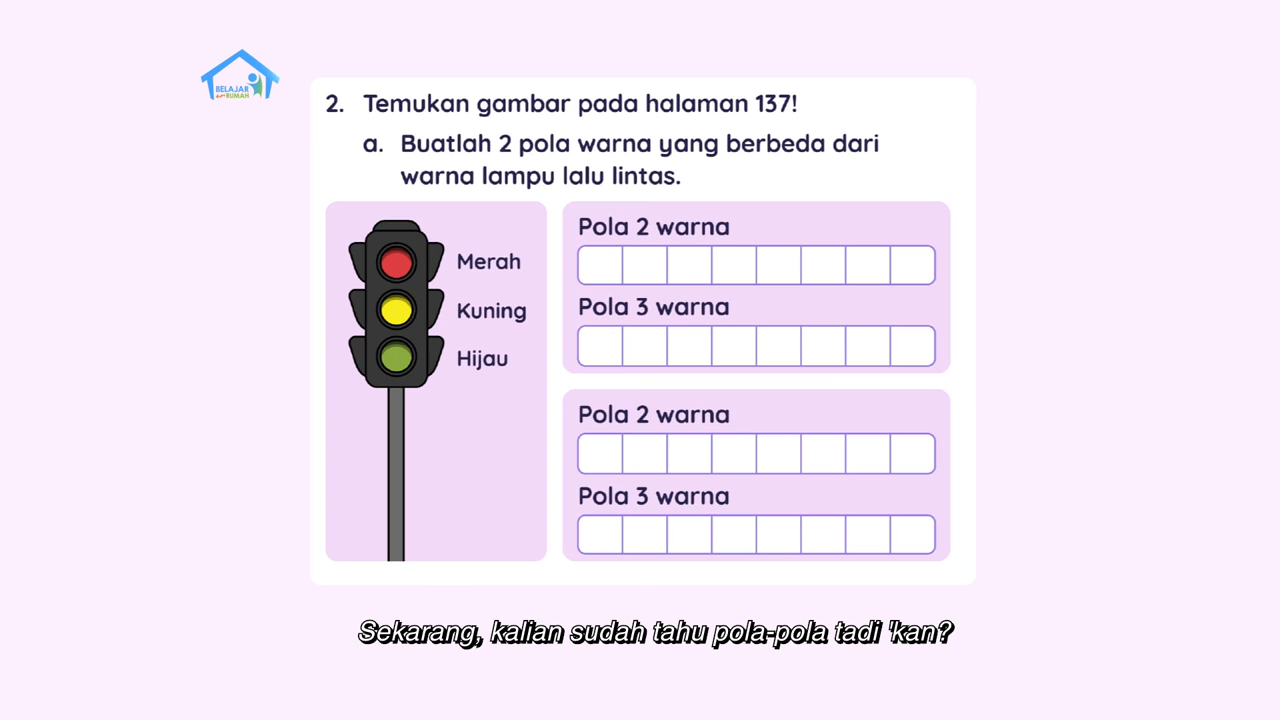 BELAJAR
dari RUMAH
2. Temukan gambar pada halaman 137!
a. Buatlah 2 pola warna yang berbeda dari
warna lampu lalu lintas.
Merah
Kuning
Hijau
Pola 2 warna
Pola 3 warna
Pola 2 warna
Pola 3 warna
Sekarang, kalian sudah tahu pola-pola tadi 'kan?